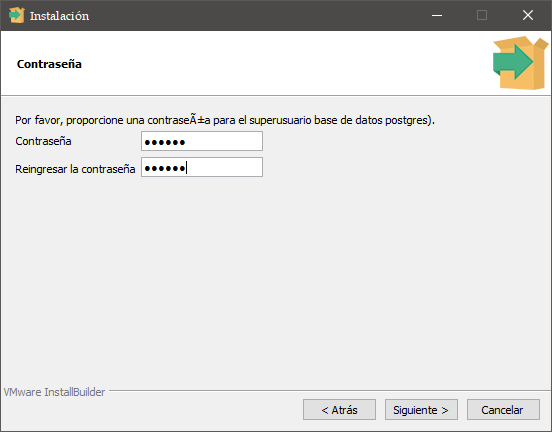 Instalación
Contraseña
Por favor, proporcione una contraseÃ±a para el superusuario base de datos postgres).
Contraseña ●●●●●●
Reingresar la contraseña ●●●●●●
VMware InstallBuilder
< Atrás Siguiente > Cancelar